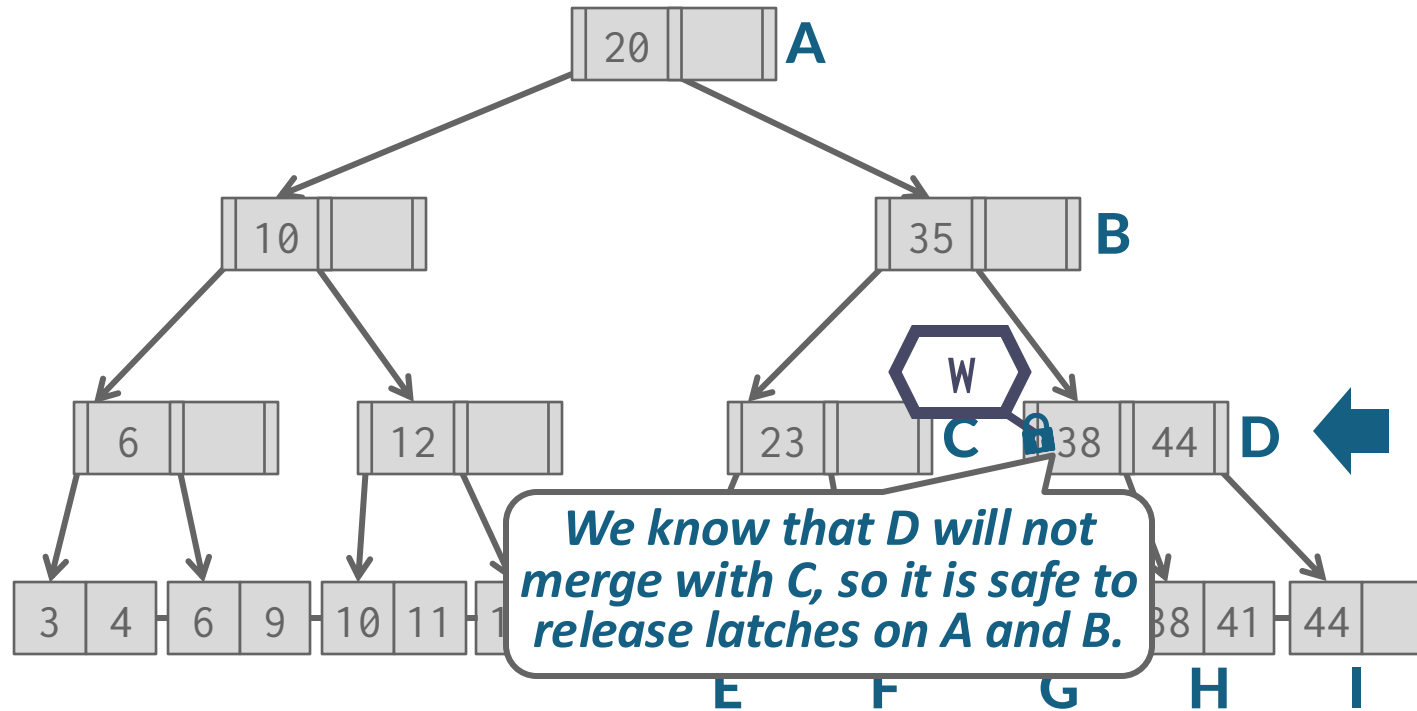 20 A
10 35 B
W
6 12 23 C 38 44 D
We know that D will not
merge with C, so it is safe to
release latches on A and B.
3 4 6 9 10 11 41 44
E F G H I